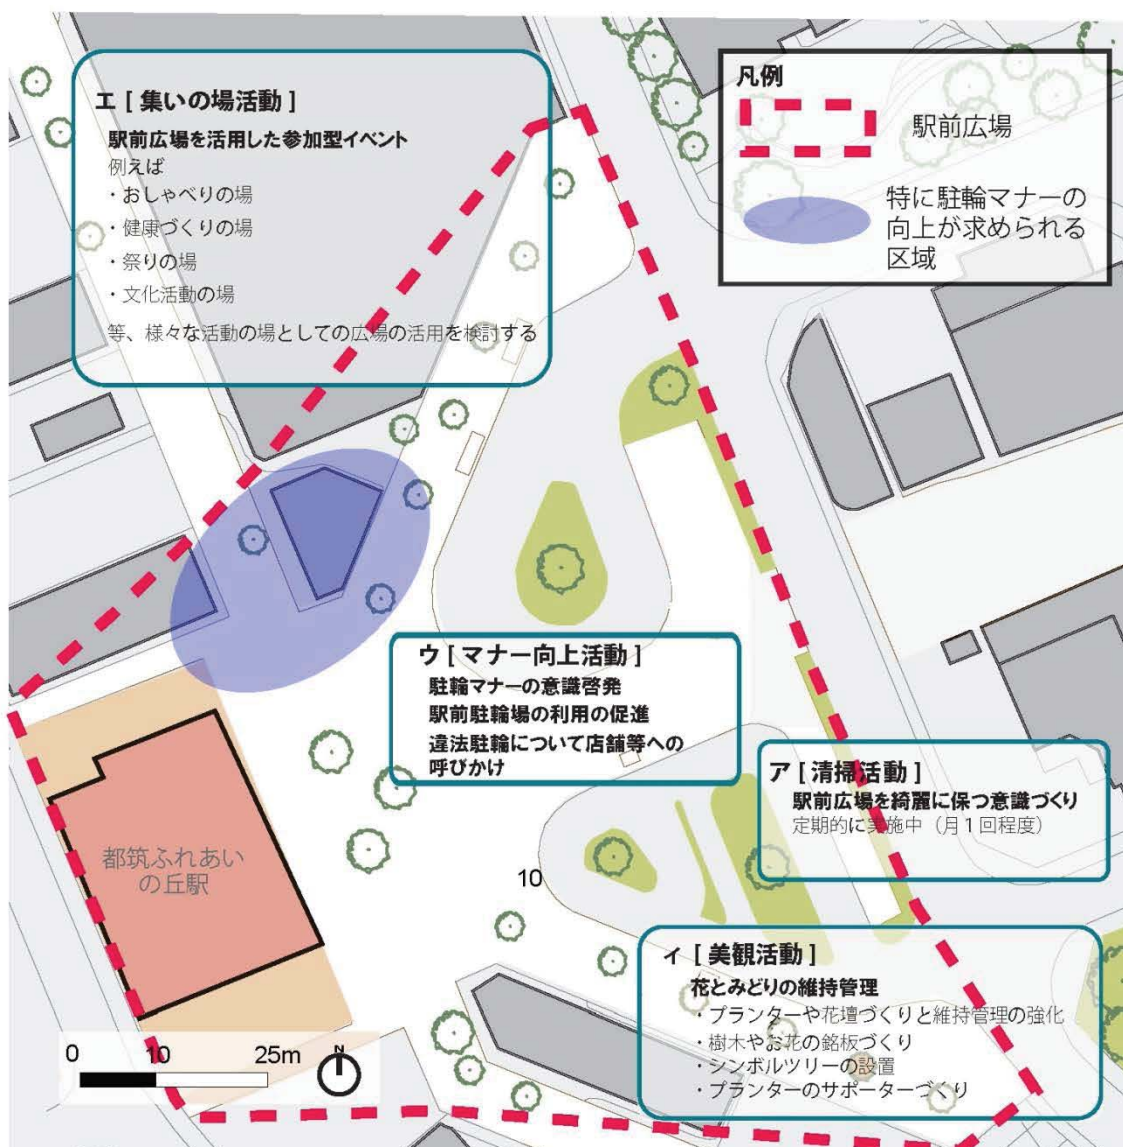 エ [ 集いの場活動 ]
駅前広場を活用した参加型イベント
例えば
・おしゃべりの場
・健康づくりの場
・祭りの場
・文化活動の場
等、様々な活動の場としての広場の活用を検討する
凡例
駅前広場
特に駐輪マナーの
向上が求められる
区域
ウ [ マナー向上活動 ]
駐輪マナーの意識啓発
駅前駐輪場の利用の促進
違法駐輪について店舗等への
呼びかけ
ア [ 清掃活動 ]
駅前広場を綺麗に保つ意識づくり
定期的に実施中（月１回程度）
都筑ふれあい
の丘駅
10
イ [ 美観活動 ]
花とみどりの維持管理
・プランターや花壇づくりと維持管理の強化
・樹木やお花の銘板づくり
・シンボルツリーの設置
・プランターのサポーターづくり
0 10 25m N